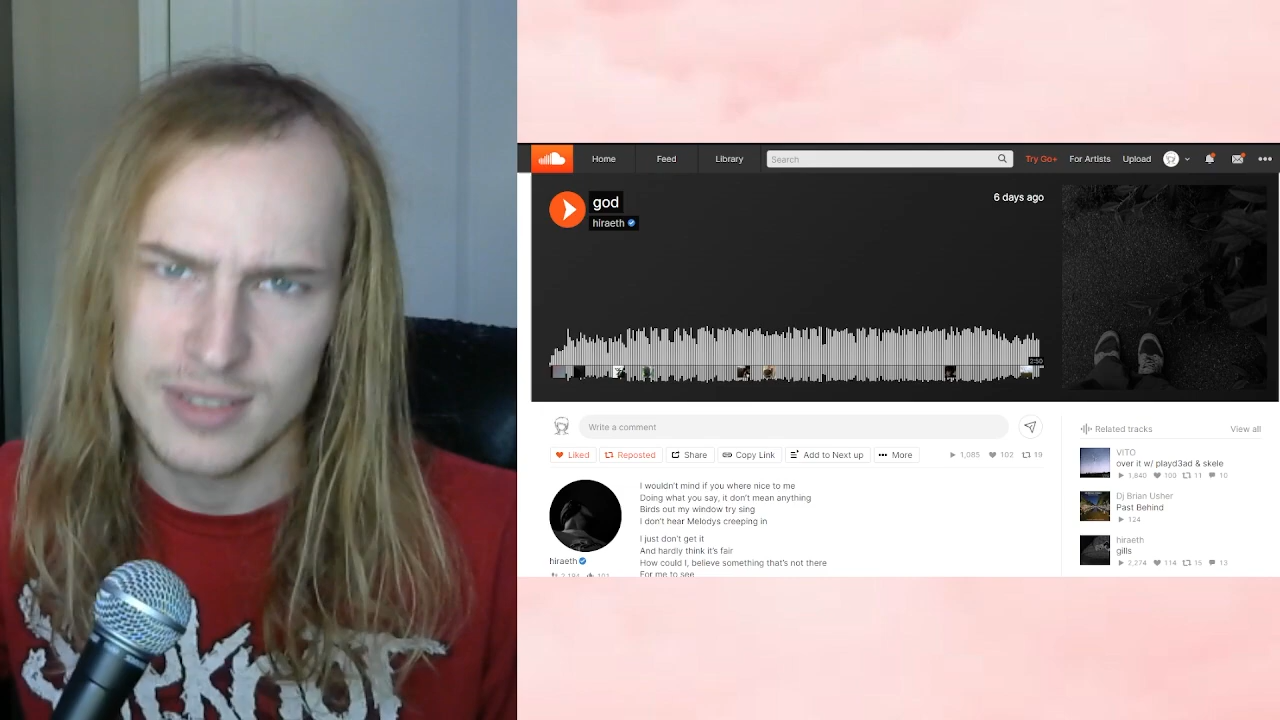 SLIPKNOT
Home
Feed
Library
Search
Try Go+
For Artists
Upload
god
hiraeth
6 days ago
2:50
Write a comment
Liked
Reposted
Share
Copy Link
Add to Next up
More
1,085
102
19
hiraeth
I wouldn't mind if you where nice to me
Doing what you say, it don't mean anything
Birds out my window try sing
I don't hear Melodys creeping in
I just don't get it
And hardly think it's fair
How could I, believe something that's not there
For me to see
Related tracks
View all
VITO
over it w/ playd3ad & skele
1,840
103
11
10
Dj Brian Usher
Past Behind
124
hiraeth
gills
2,274
114
15
13